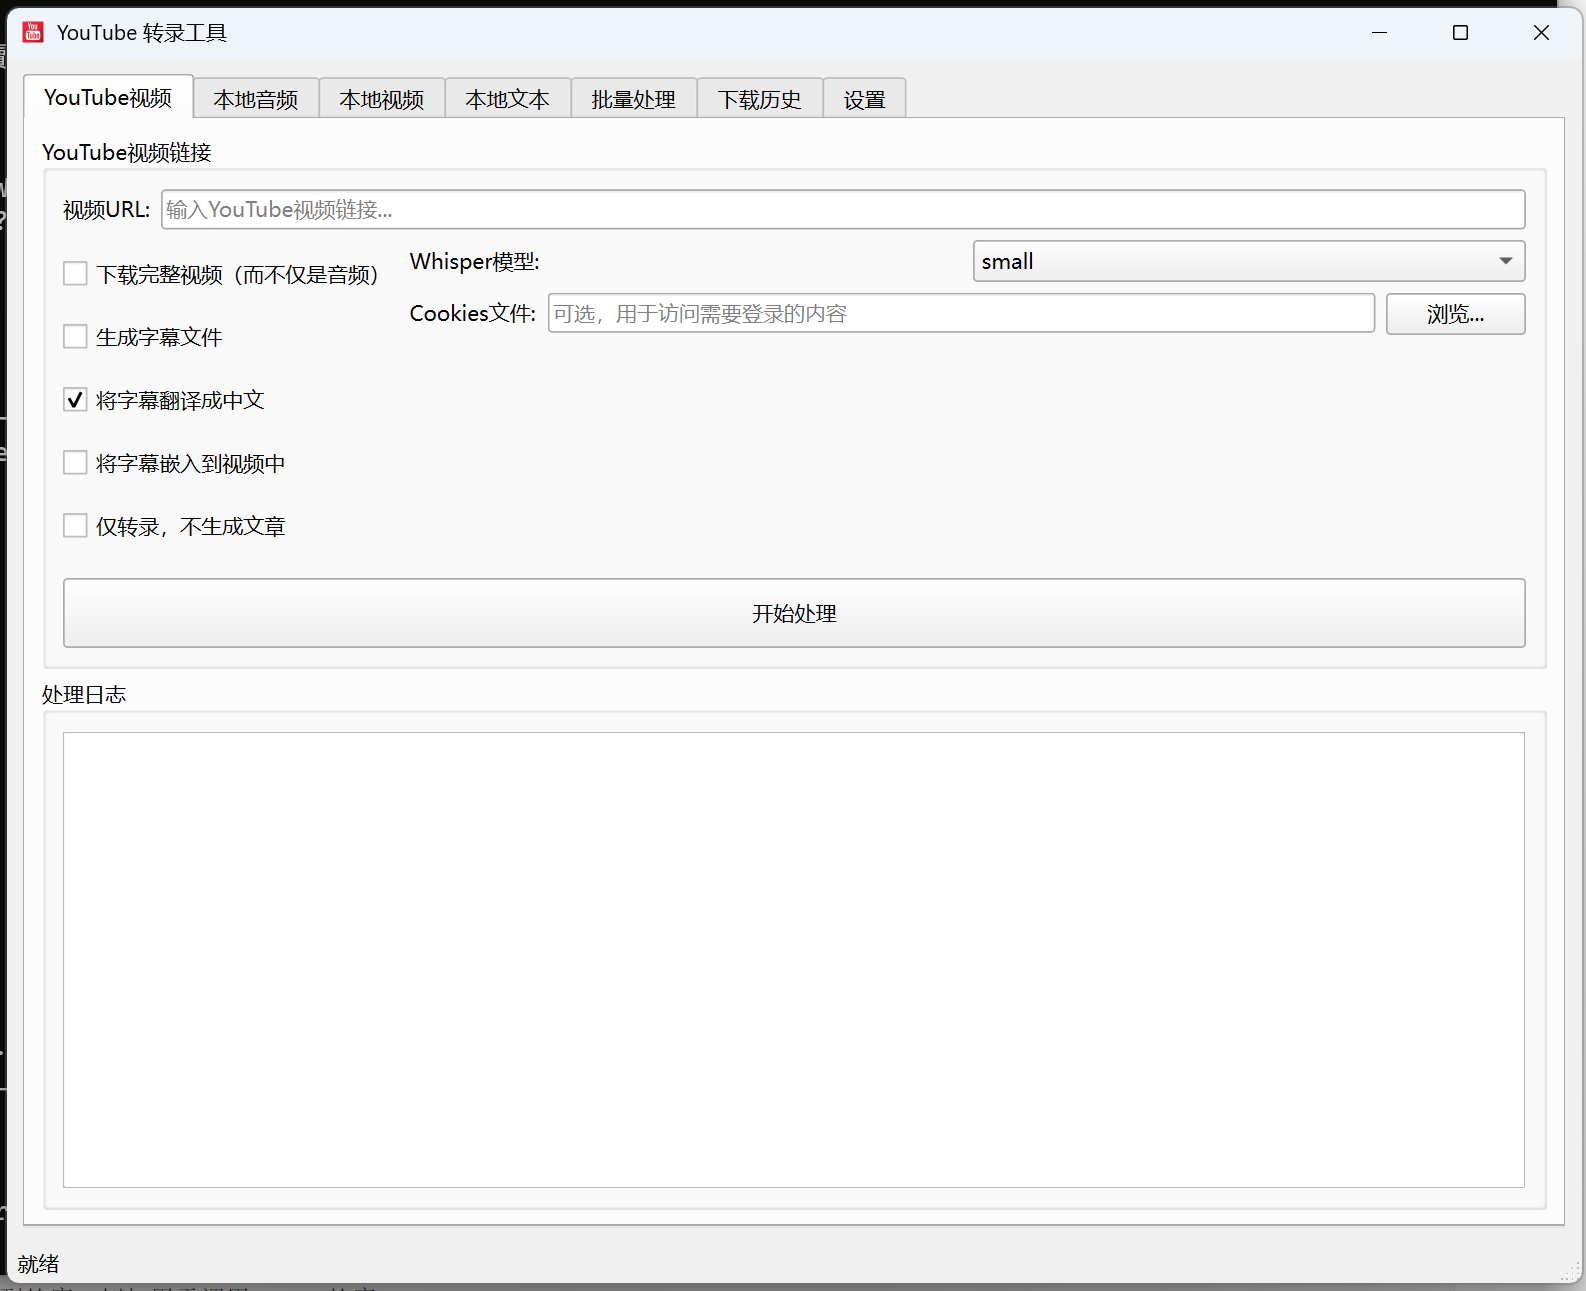 YouTube 转录工具
YouTube视频 本地音频 本地视频 本地文本 批量处理 下载历史 设置
YouTube视频链接
视频URL: 输入YouTube视频链接...
下载完整视频（而不仅是音频） Whisper模型: small
Cookies文件: 可选，用于访问需要登录的内容 浏览...
生成字幕文件
将字幕翻译成中文
将字幕嵌入到视频中
仅转录，不生成文章
开始处理
处理日志
就绪